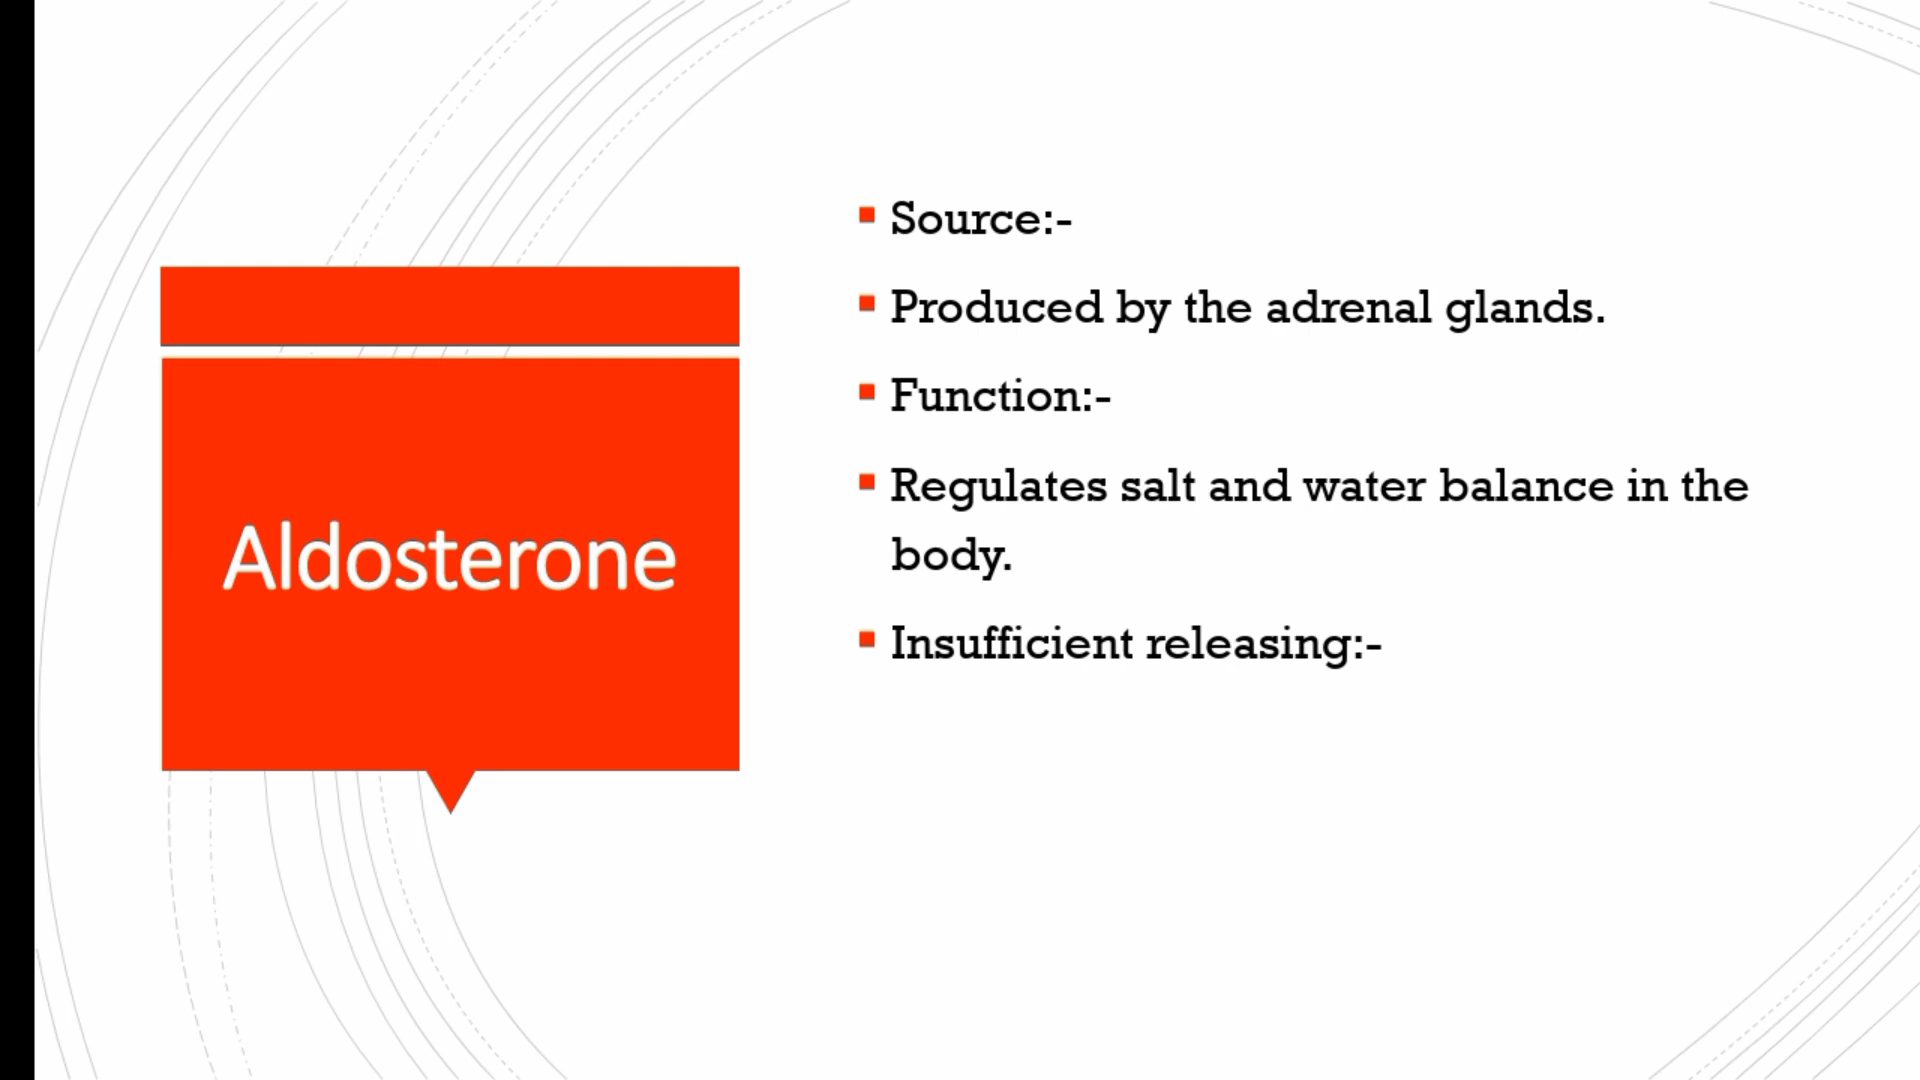 Aldosterone
Source:-
Produced by the adrenal glands.
Function:-
Regulates salt and water balance in the
body.
Insufficient releasing:-